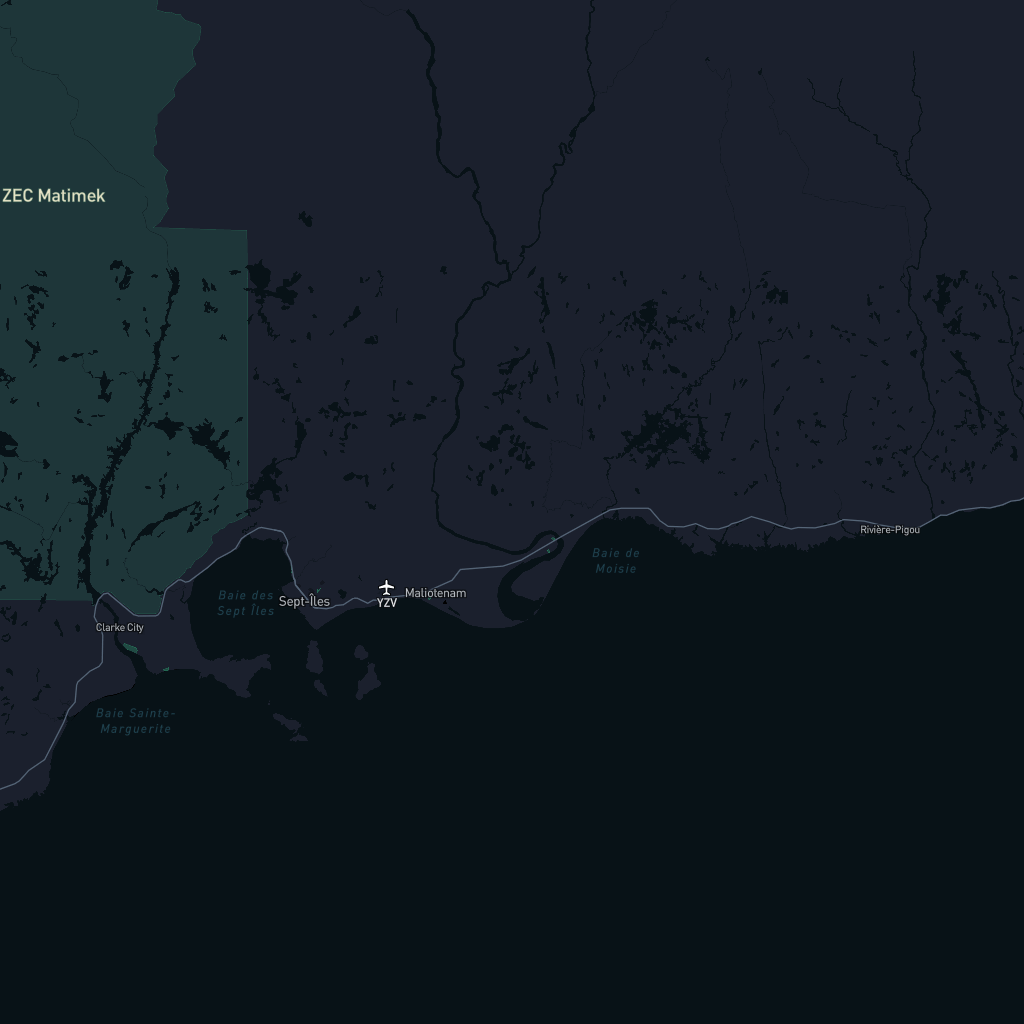 ZEC Matimek
Rivière-Pigou
Baie de
Moisie
YZV
Maliotenam
Baie des
Sept Îles
Sept-Îles
Clarke City
Baie Sainte-
Marguerite